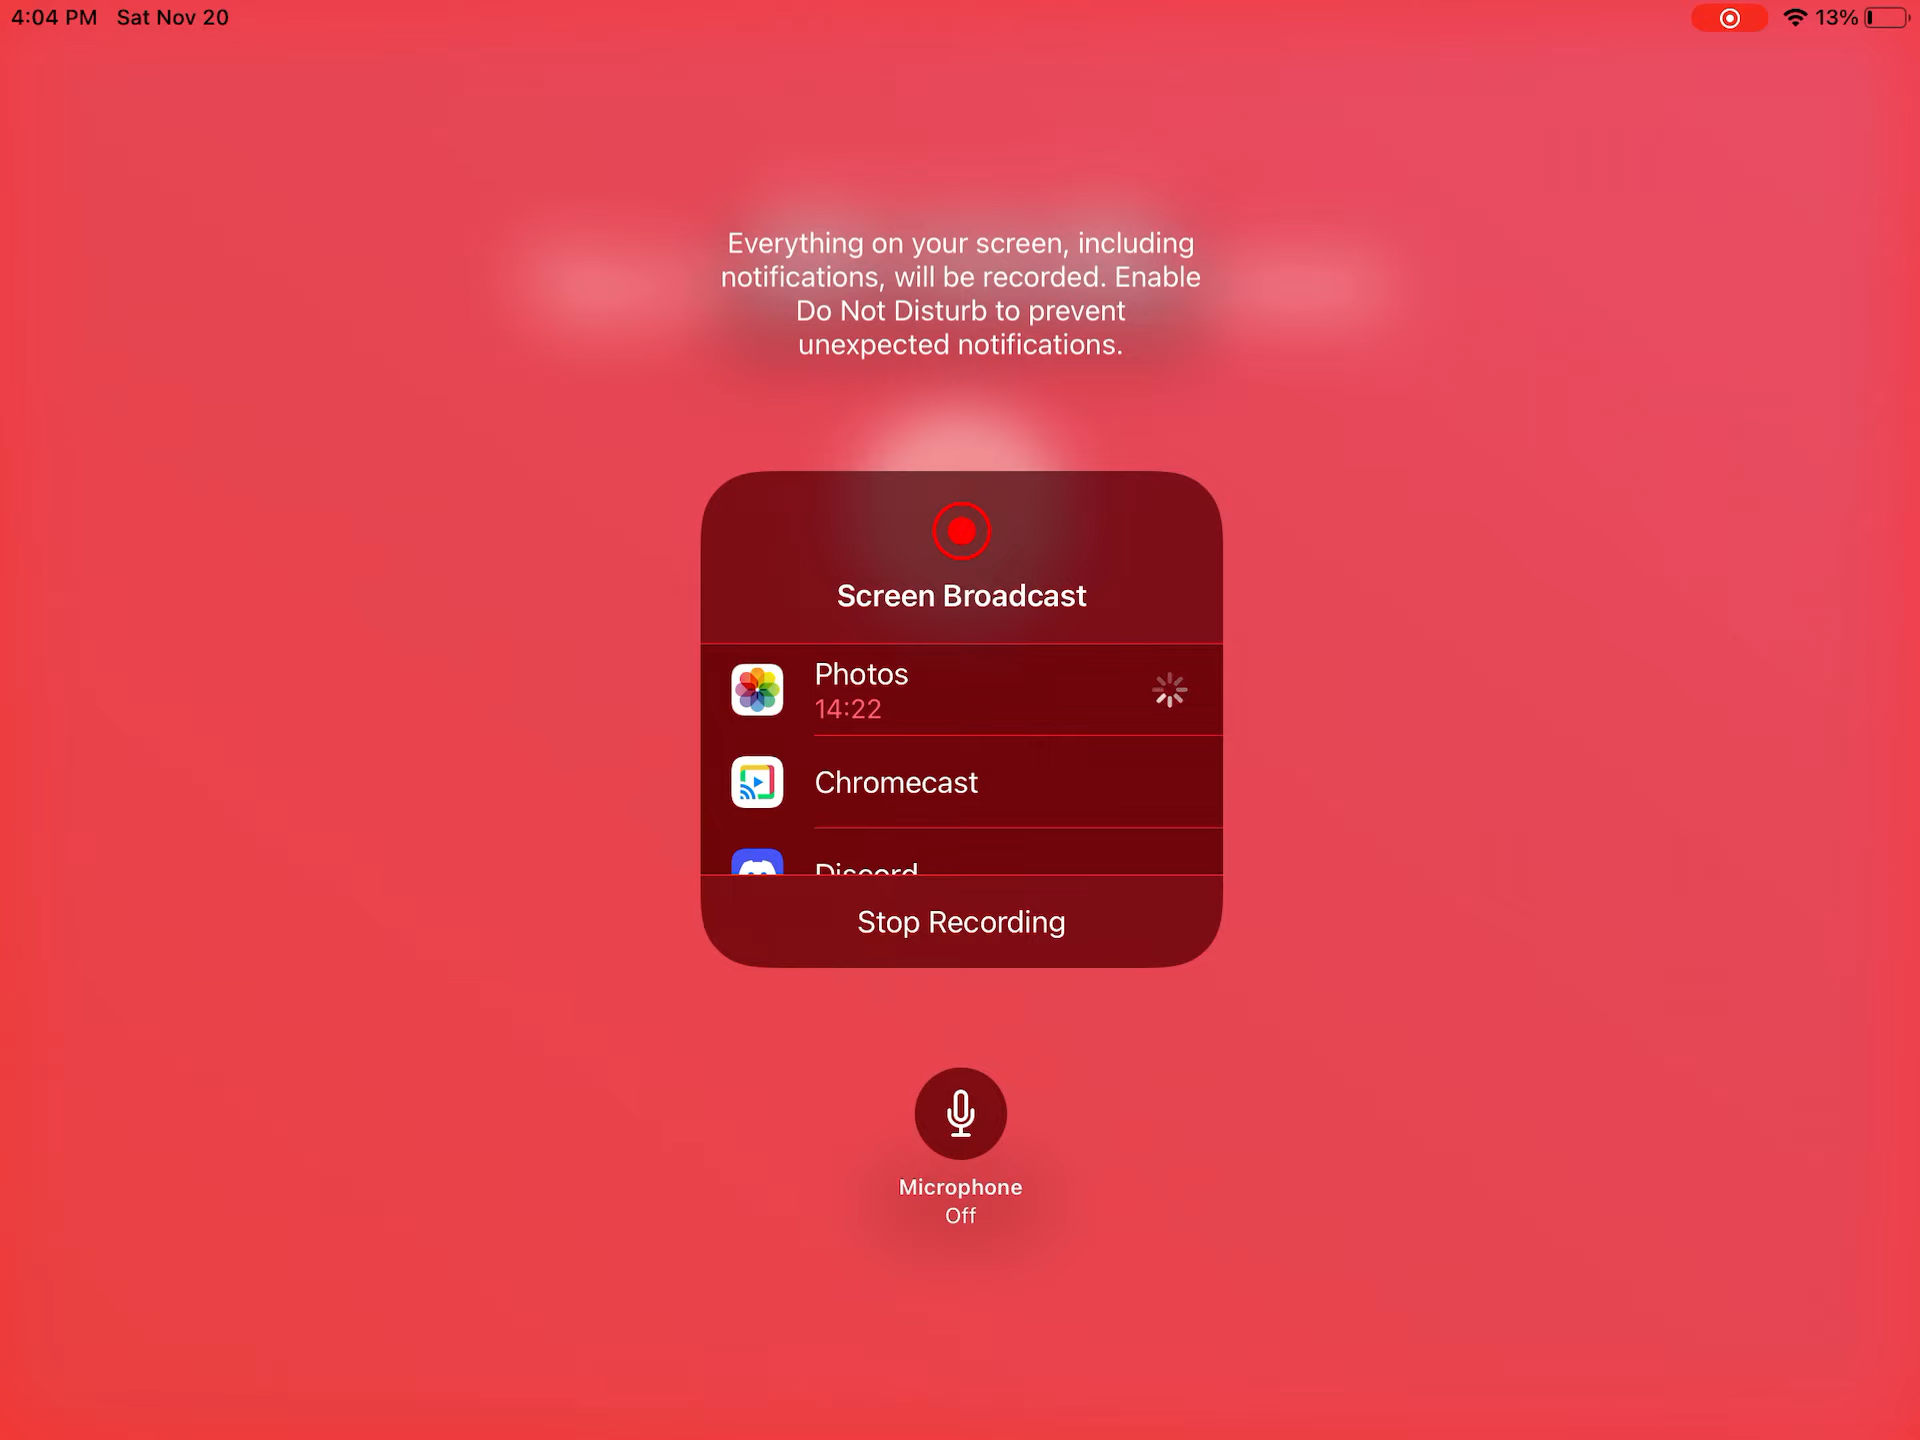 4:04 PM Sat Nov 20
13%
Everything on your screen, including
notifications, will be recorded. Enable
Do Not Disturb to prevent
unexpected notifications.
Screen Broadcast
Photos
14:22
Chromecast
Discord
Stop Recording
Microphone
Off